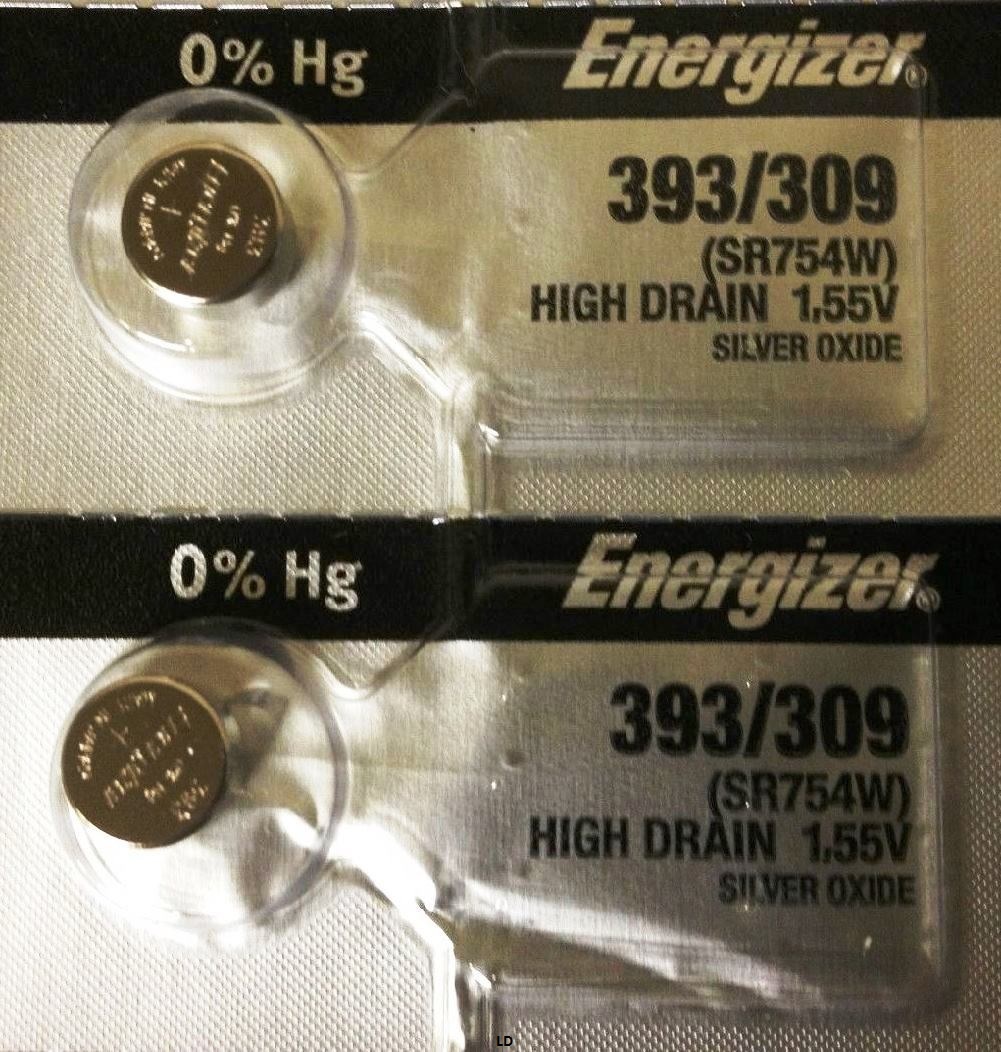 0% Hg
Energizer®
393/309
(SR754W)
HIGH DRAIN 1.55V
SILVER OXIDE
0% Hg
Energizer®
393/309
(SR754W)
HIGH DRAIN 1.55V
SILVER OXIDE
LD